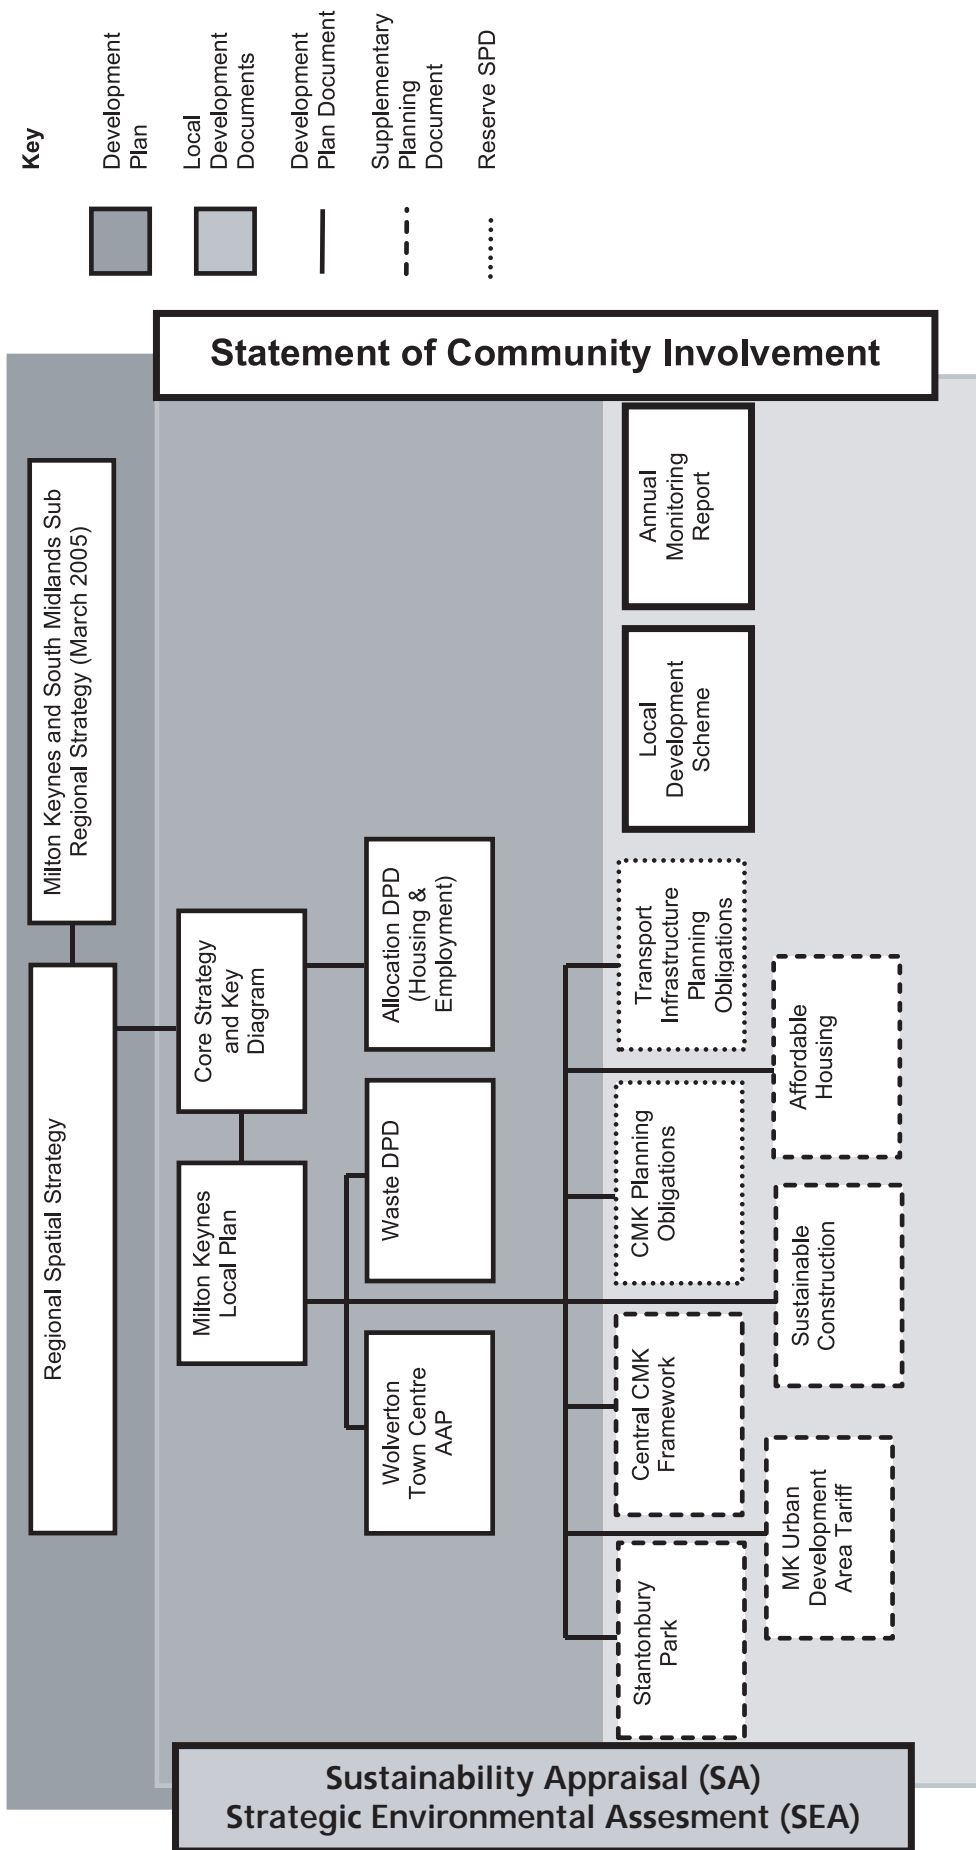 Key
Development
Plan
Local
Development
Documents
Development
Plan Document
Supplementary
Planning
Document
Reserve SPD
Statement of Community Involvement
Regional Spatial Strategy
Milton Keynes and South Midlands Sub
Regional Strategy (March 2005)
Milton Keynes
Local Plan
Core Strategy
and Key
Diagram
Wolverton
Town Centre
AAP
Waste DPD
Allocation DPD
(Housing &
Employment)
Stantonbury
Park
Central CMK
Framework
CMK Planning
Obligations
Transport
Infrastructure
Planning
Obligations
Local
Development
Scheme
Annual
Monitoring
Report
MK Urban
Development
Area Tariff
Sustainable
Construction
Affordable
Housing
Sustainability Appraisal (SA)
Strategic Environmental Assesment (SEA)